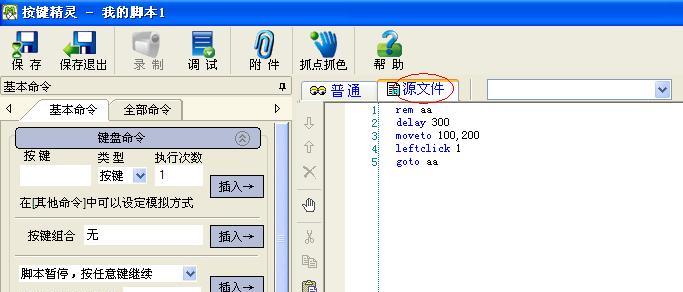 按键精灵 - 我的脚本1
保存 保存退出 录制 调试 附件 抓点抓色 帮助
基本命令
基本命令 全部命令
键盘命令
按键 类型 执行次数
按键 1 插入→
在[其他命令]中可以设定模拟方式
按键组合 无 插入→
脚本暂停，按任意键继续 插入→
普通 源文件
1 rem aa
2 delay 300
3 moveto 100,200
4 leftclick 1
5 goto aa